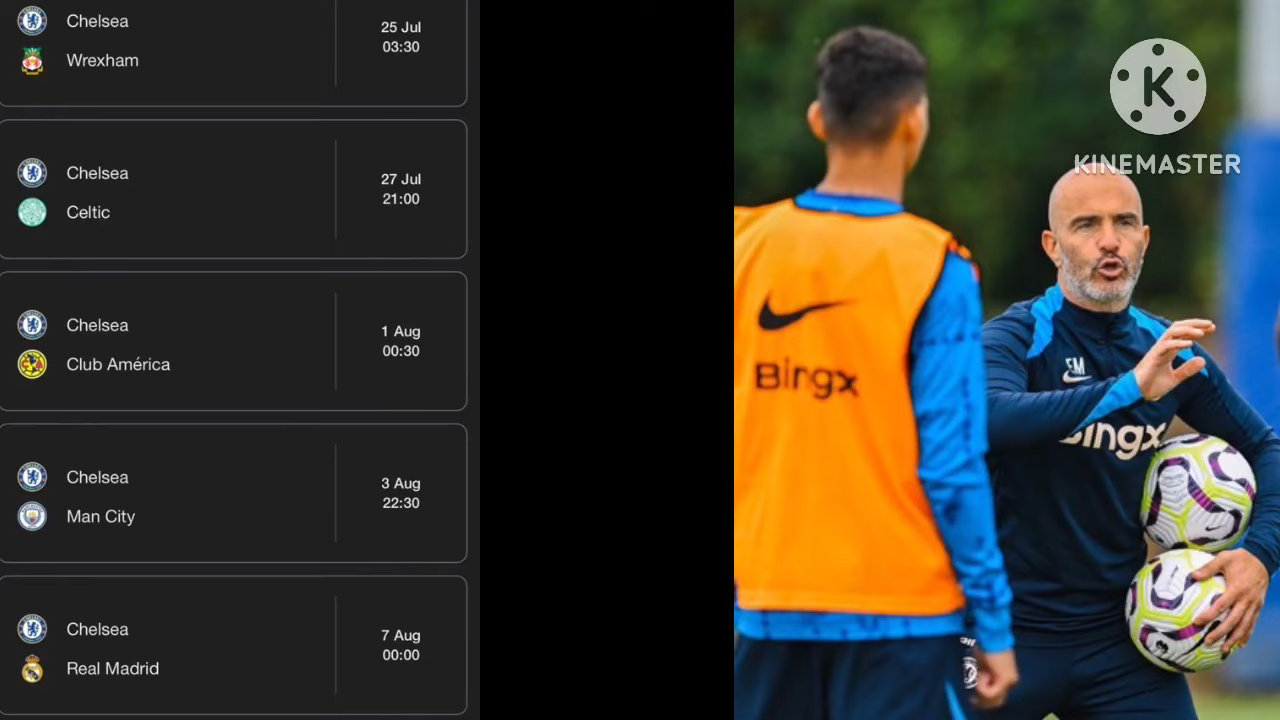 Chelsea
Wrexham
25 Jul
03:30
Chelsea
Celtic
27 Jul
21:00
Chelsea
Club América
1 Aug
00:30
Chelsea
Man City
3 Aug
22:30
Chelsea
Real Madrid
7 Aug
00:00
K
KINEMASTER
Bingx
EM
Bingx